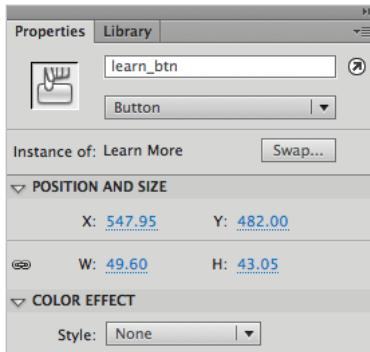 Properties Library
learn_btn
Button
Instance of: Learn More Swap...
POSITION AND SIZE
X: 547.95 Y: 482.00
W: 49.60 H: 43.05
COLOR EFFECT
Style: None